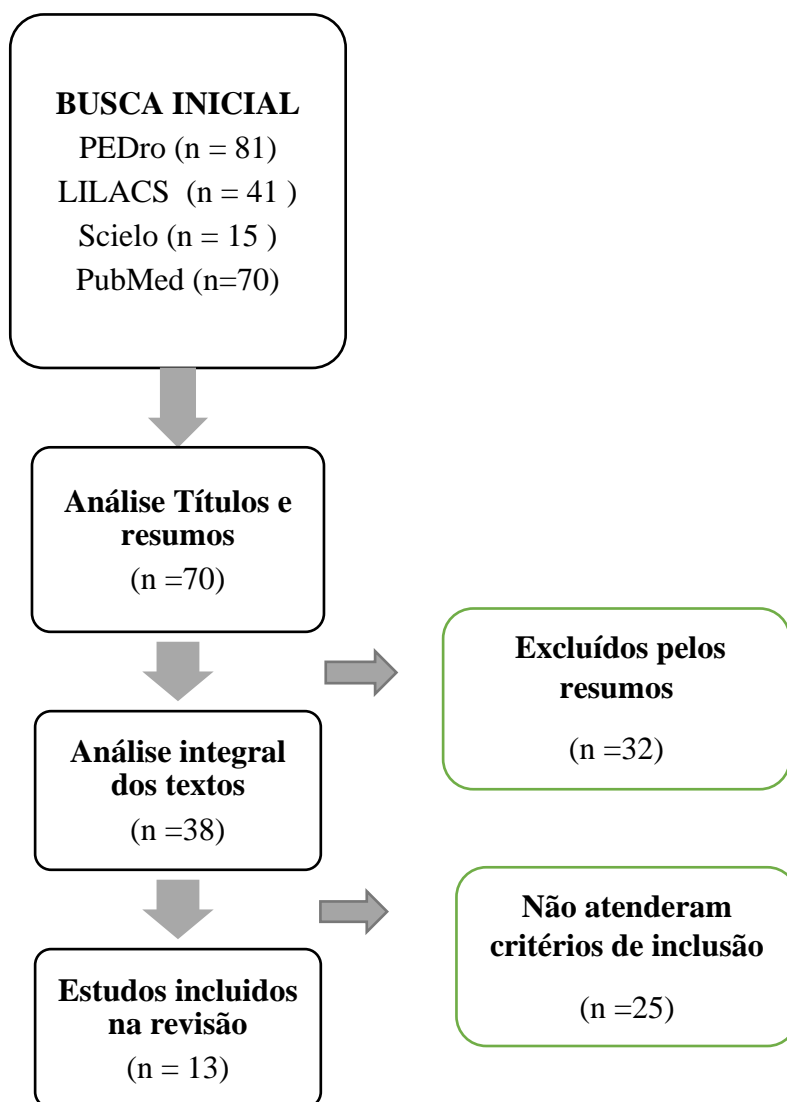 BUSCA INICIAL
PEDro (n = 81)
LILACS (n = 41 )
Scielo (n = 15 )
PubMed (n=70)
Análise Títulos e
resumos
(n =70)
Excluídos pelos
resumos
(n =32)
Análise integral
dos textos
(n =38)
Não atenderam
critérios de inclusão
(n =25)
Estudos incluidos
na revisão
(n = 13)